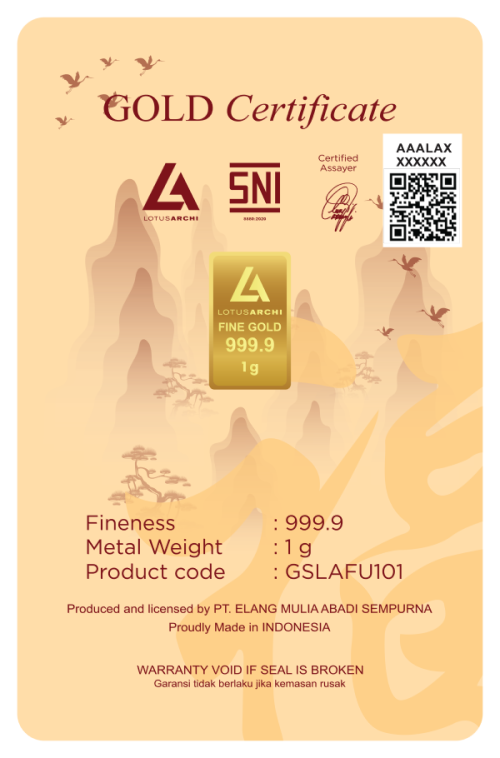 GOLD Certificate
AAALAX
XXXXXX
Certified
Assayer
LOTUSARCHI
SNI
LOTUSARCHI
FINE GOLD
999.9
1g
Fineness : 999.9
Metal Weight : 1 g
Product code : GSLAFU101
Produced and licensed by PT. ELANG MULIA ABADI SEMPURNA
Proudly Made in INDONESIA
WARRANTY VOID IF SEAL IS BROKEN
Garansi tidak berlaku jika kemasan rusak